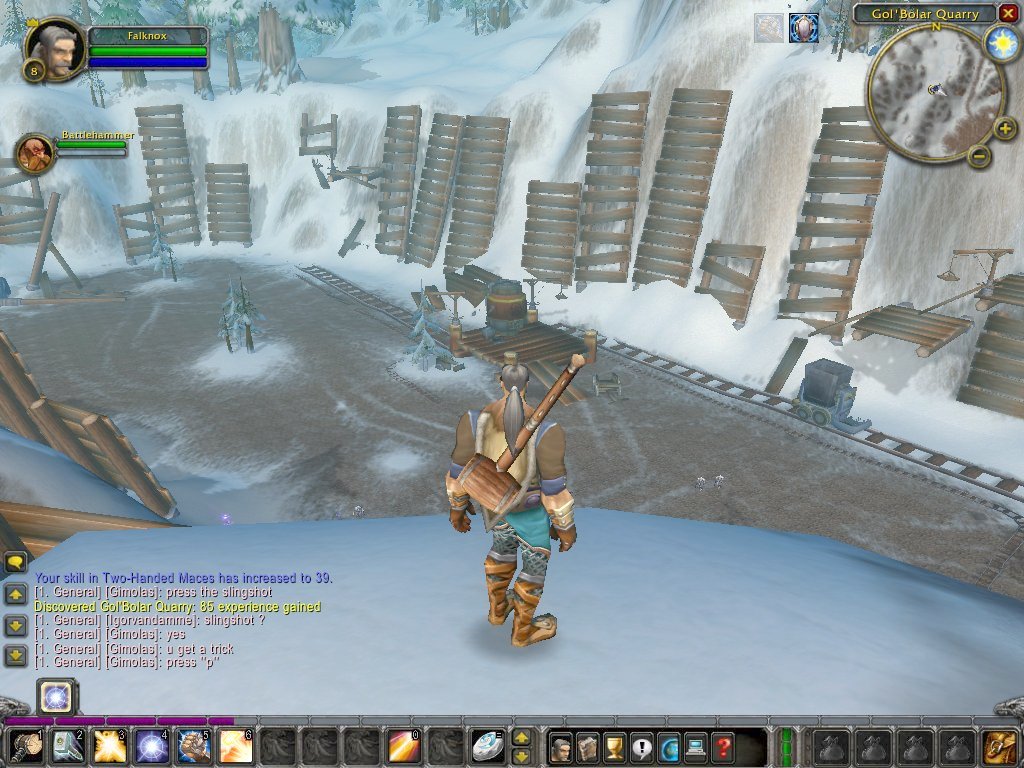 Falknox
8
Gol'Bolar Quarry
N
Battlehammer
Your skill in Two-Handed Maces has increased to 39.
[1. General] [Gimolas]: press the slingshot
Discovered Gol'Bolar Quarry: 85 experience gained
[1. General] [Igorvandamme]: slingshot ?
[1. General] [Gimolas]: yes
[1. General] [Gimolas]: u get a trick
[1. General] [Gimolas]: press "p"
1 2 3 4 5 6 =